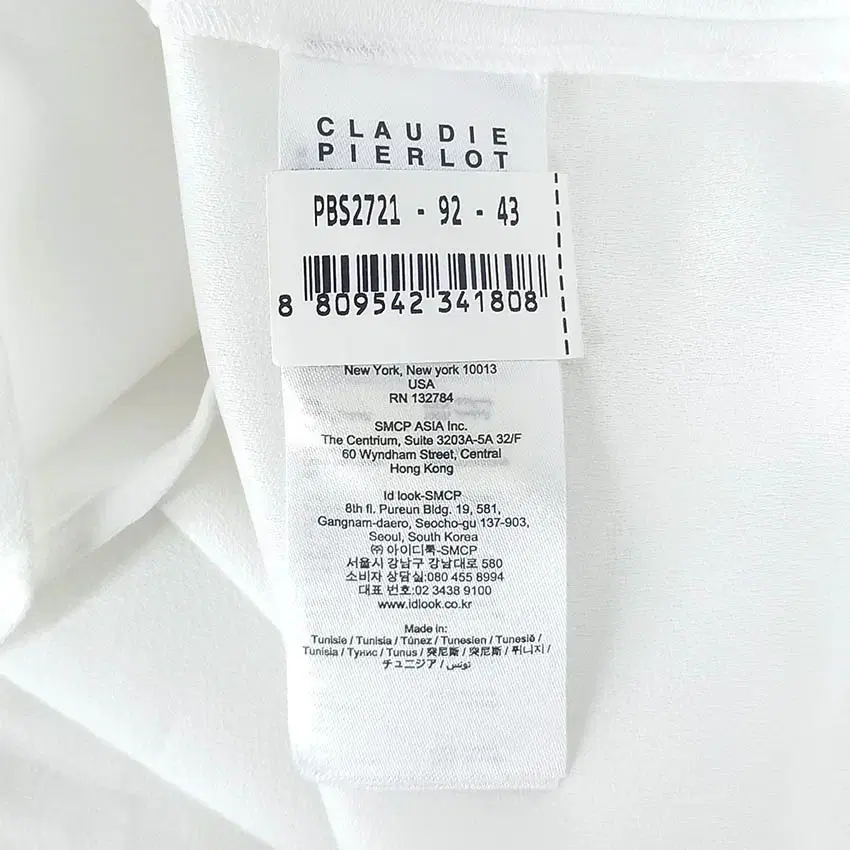 CLAUDIE
PIERLOT
PBS2721 - 92 - 43
8 809542 341808
New York, New york 10013
USA
RN 132784
SMCP ASIA Inc.
The Centrium, Suite 3203A-5A 32/F
60 Wyndham Street, Central
Hong Kong
Id look-SMCP
8th fl. Pureun Bldg. 19, 581,
Gangnam-daero, Seocho-gu 137-903,
Seoul, South Korea
㈜ 아이디룩-SMCP
서울시 강남구 강남대로 580
소비자 상담실:080 455 8994
대표 번호:02 3438 9100
www.idlook.co.kr
Made in:
Tunisie / Tunisia / Túnez / Tunesien / Tunesië /
Tunisia / Тунис / Tunus / 突尼斯 / 突尼斯 / 튀니지 /
チュニジア / تونس